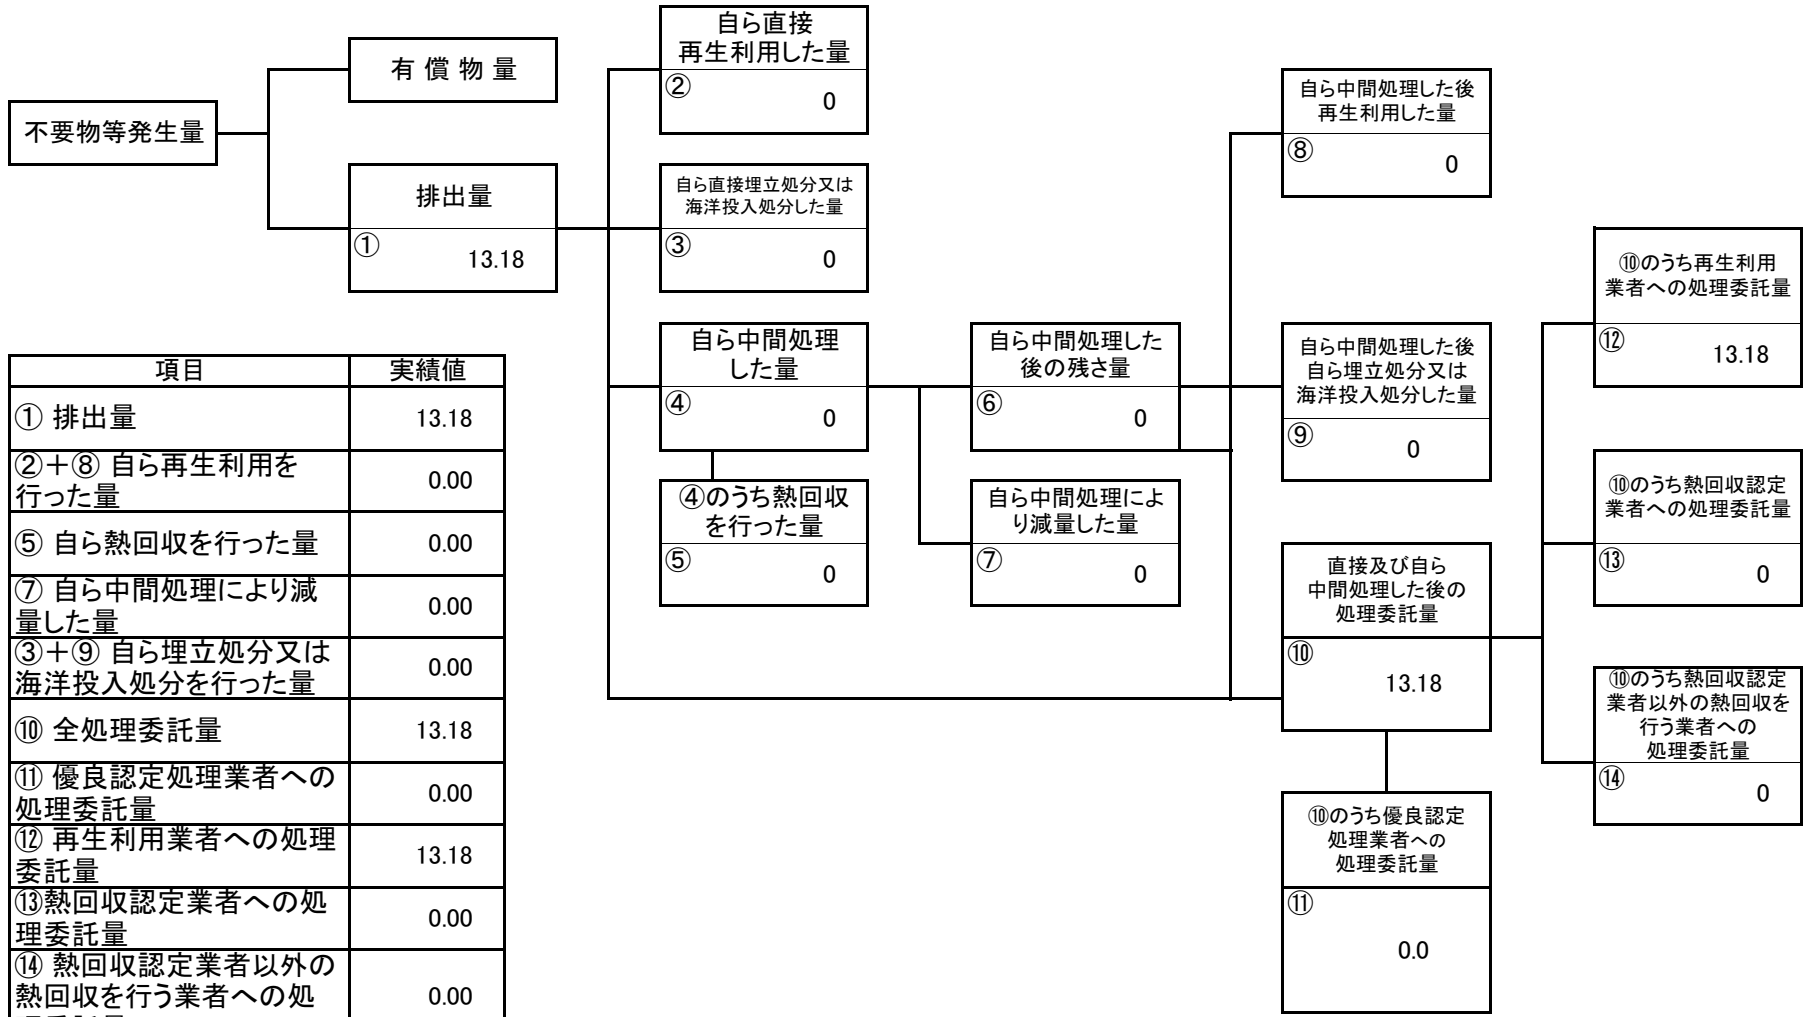 不要物等発生量
有 償 物 量
排出量
①
13.18
自ら直接
再生利用した量
②
0
自ら直接埋立処分又は
海洋投入処分した量
③
0
自ら中間処理
した量
④
0
④のうち熱回収
を行った量
⑤
0
自ら中間処理した
後の残さ量
⑥
0
自ら中間処理によ
り減量した量
⑦
0
自ら中間処理した後
再生利用した量
⑧
0
自ら中間処理した後
自ら埋立処分又は
海洋投入処分した量
⑨
0
直接及び自ら
中間処理した後の
処理委託量
⑩
13.18
⑩のうち優良認定
処理業者への
処理委託量
⑪
0.0
⑩のうち再生利用
業者への処理委託量
⑫
13.18
⑩のうち熱回収認定
業者への処理委託量
⑬
0
⑩のうち熱回収認定
業者以外の熱回収を
行う業者への
処理委託量
⑭
0
項目 実績値
① 排出量 13.18
②＋⑧ 自ら再生利用を
行った量 0.00
⑤ 自ら熱回収を行った量 0.00
⑦ 自ら中間処理により減
量した量 0.00
③＋⑨ 自ら埋立処分又は
海洋投入処分を行った量 0.00
⑩ 全処理委託量 13.18
⑪ 優良認定処理業者への
処理委託量 0.00
⑫ 再生利用業者への処理
委託量 13.18
⑬熱回収認定業者への処
理委託量 0.00
⑭ 熱回収認定業者以外の
熱回収を行う業者への処 0.00